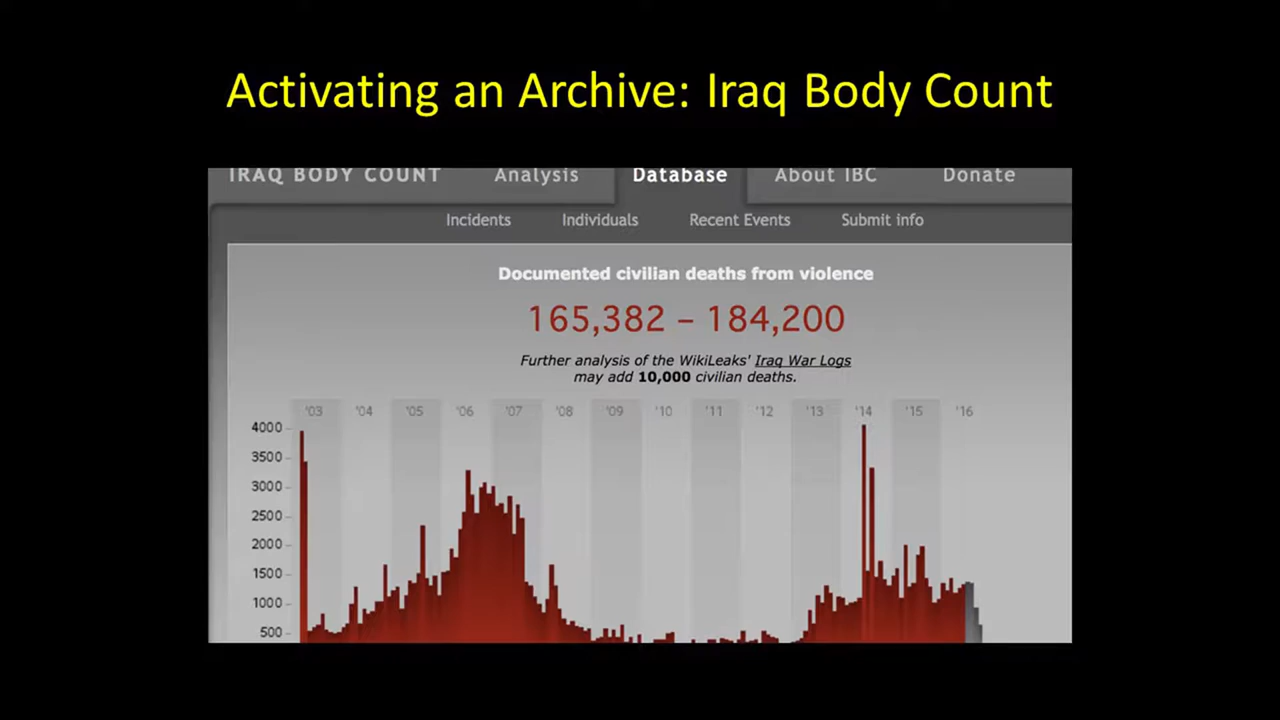 Activating an Archive: Iraq Body Count
IRAQ BODY COUNT Analysis Database About IBC Donate
Incidents Individuals Recent Events Submit info
Documented civilian deaths from violence
165,382 – 184,200
Further analysis of the WikiLeaks' Iraq War Logs
may add 10,000 civilian deaths.
'03 '04 '05 '06 '07 '08 '09 '10 '11 '12 '13 '14 '15 '16
4000
3500
3000
2500
2000
1500
1000
500